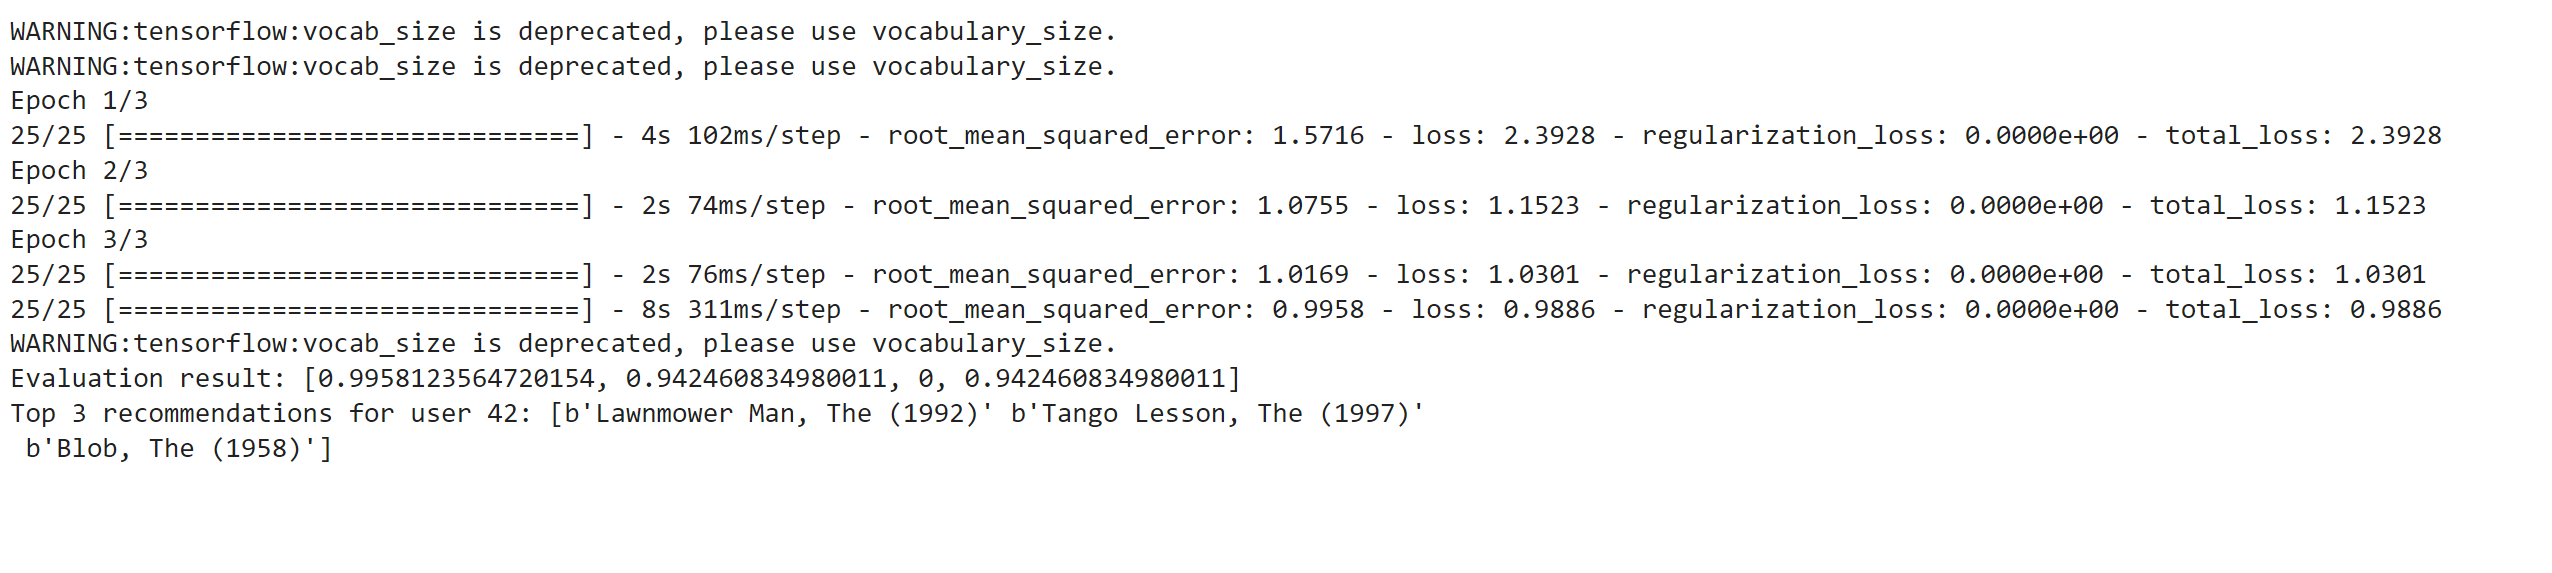 WARNING:tensorflow:vocab_size is deprecated, please use vocabulary_size.
WARNING:tensorflow:vocab_size is deprecated, please use vocabulary_size.
Epoch 1/3
25/25 [==============================] - 4s 102ms/step - root_mean_squared_error: 1.5716 - loss: 2.3928 - regularization_loss: 0.0000e+00 - total_loss: 2.3928
Epoch 2/3
25/25 [==============================] - 2s 74ms/step - root_mean_squared_error: 1.0755 - loss: 1.1523 - regularization_loss: 0.0000e+00 - total_loss: 1.1523
Epoch 3/3
25/25 [==============================] - 2s 76ms/step - root_mean_squared_error: 1.0169 - loss: 1.0301 - regularization_loss: 0.0000e+00 - total_loss: 1.0301
25/25 [==============================] - 8s 311ms/step - root_mean_squared_error: 0.9958 - loss: 0.9886 - regularization_loss: 0.0000e+00 - total_loss: 0.9886
WARNING:tensorflow:vocab_size is deprecated, please use vocabulary_size.
Evaluation result: [0.9958123564720154, 0.942460834980011, 0, 0.942460834980011]
Top 3 recommendations for user 42: [b'Lawnmower Man, The (1992)' b'Tango Lesson, The (1997)'
 b'Blob, The (1958)']